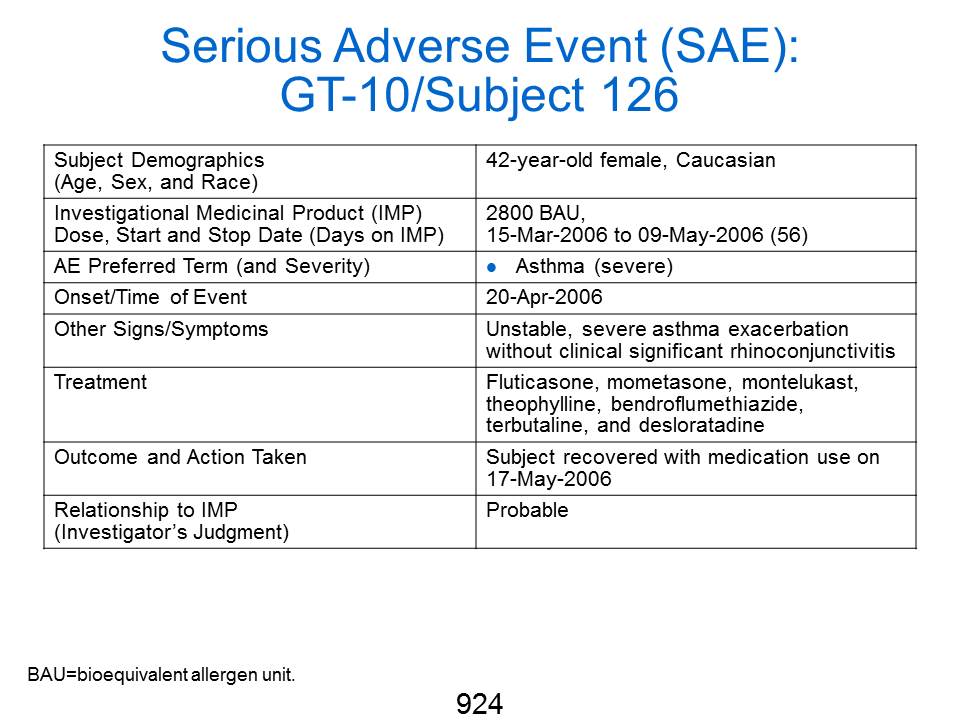 Serious Adverse Event (SAE):
GT-10/Subject 126
Subject Demographics
(Age, Sex, and Race)
42-year-old female, Caucasian
Investigational Medicinal Product (IMP)
Dose, Start and Stop Date (Days on IMP)
2800 BAU,
15-Mar-2006 to 09-May-2006 (56)
AE Preferred Term (and Severity)
● Asthma (severe)
Onset/Time of Event
20-Apr-2006
Other Signs/Symptoms
Unstable, severe asthma exacerbation
without clinical significant rhinoconjunctivitis
Treatment
Fluticasone, mometasone, montelukast,
theophylline, bendroflumethiazide,
terbutaline, and desloratadine
Outcome and Action Taken
Subject recovered with medication use on
17-May-2006
Relationship to IMP
(Investigator’s Judgment)
Probable
BAU=bioequivalent allergen unit.
924